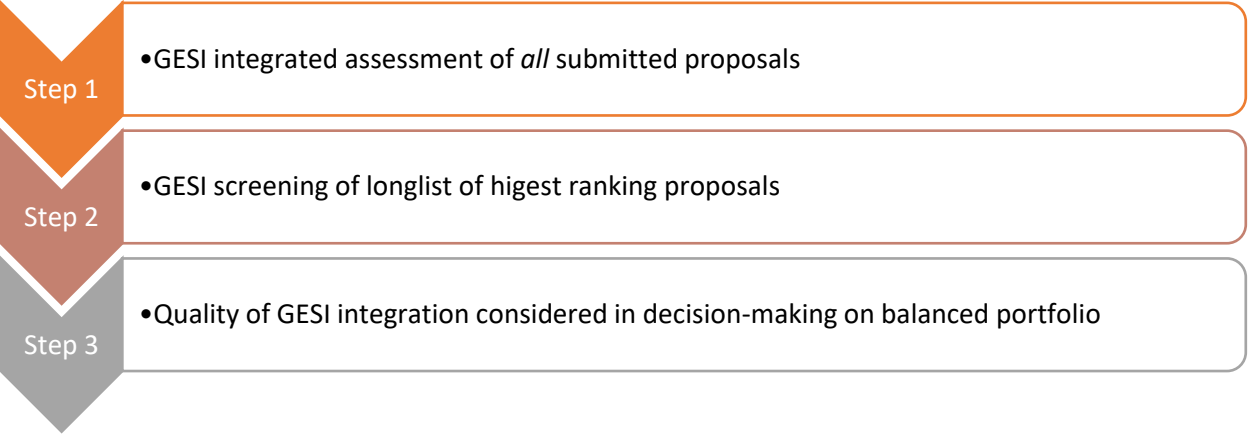 Step 1
•GESI integrated assessment of all submitted proposals
Step 2
•GESI screening of longlist of higest ranking proposals
Step 3
•Quality of GESI integration considered in decision-making on balanced portfolio